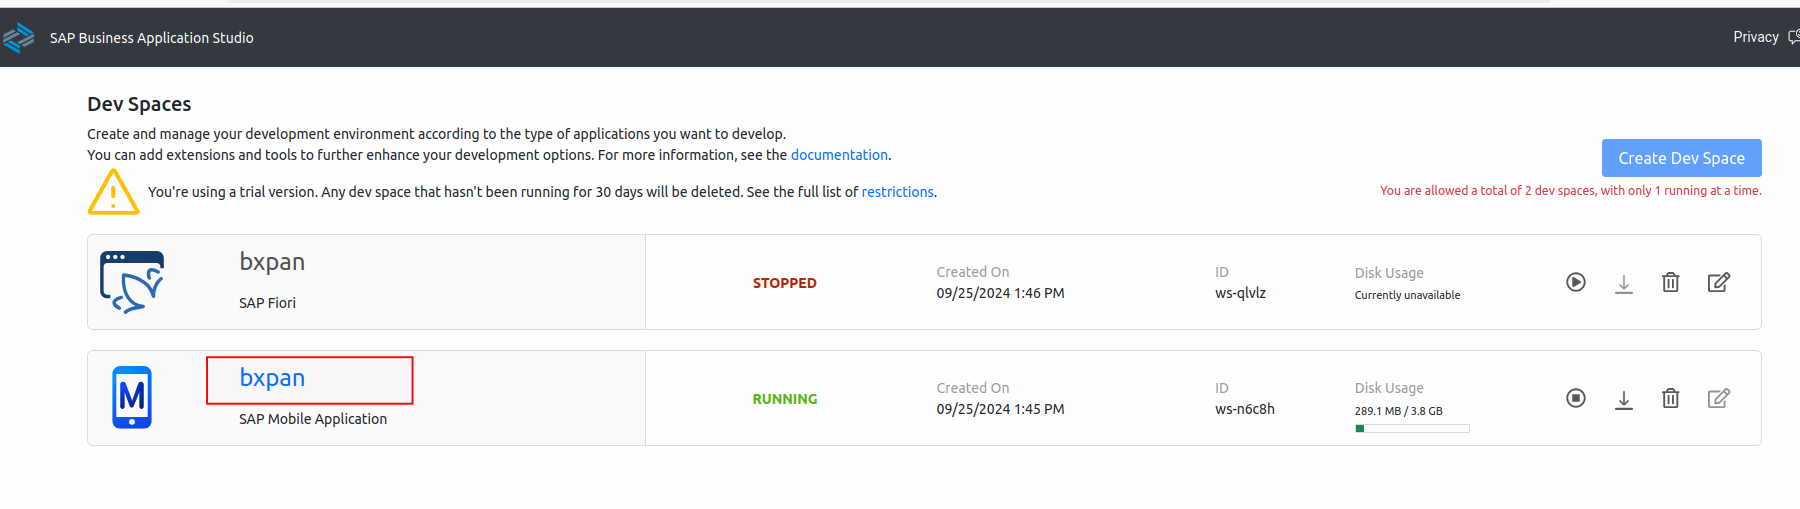 SAP Business Application Studio
Privacy
Dev Spaces
Create and manage your development environment according to the type of applications you want to develop.
You can add extensions and tools to further enhance your development options. For more information, see the documentation.
Create Dev Space
You're using a trial version. Any dev space that hasn't been running for 30 days will be deleted. See the full list of restrictions.
You are allowed a total of 2 dev spaces, with only 1 running at a time.
bxpan
SAP Fiori
STOPPED
Created On
09/25/2024 1:46 PM
ID
ws-qlvlz
Disk Usage
Currently unavailable
M
bxpan
SAP Mobile Application
RUNNING
Created On
09/25/2024 1:45 PM
ID
ws-n6c8h
Disk Usage
289.1 MB / 3.8 GB